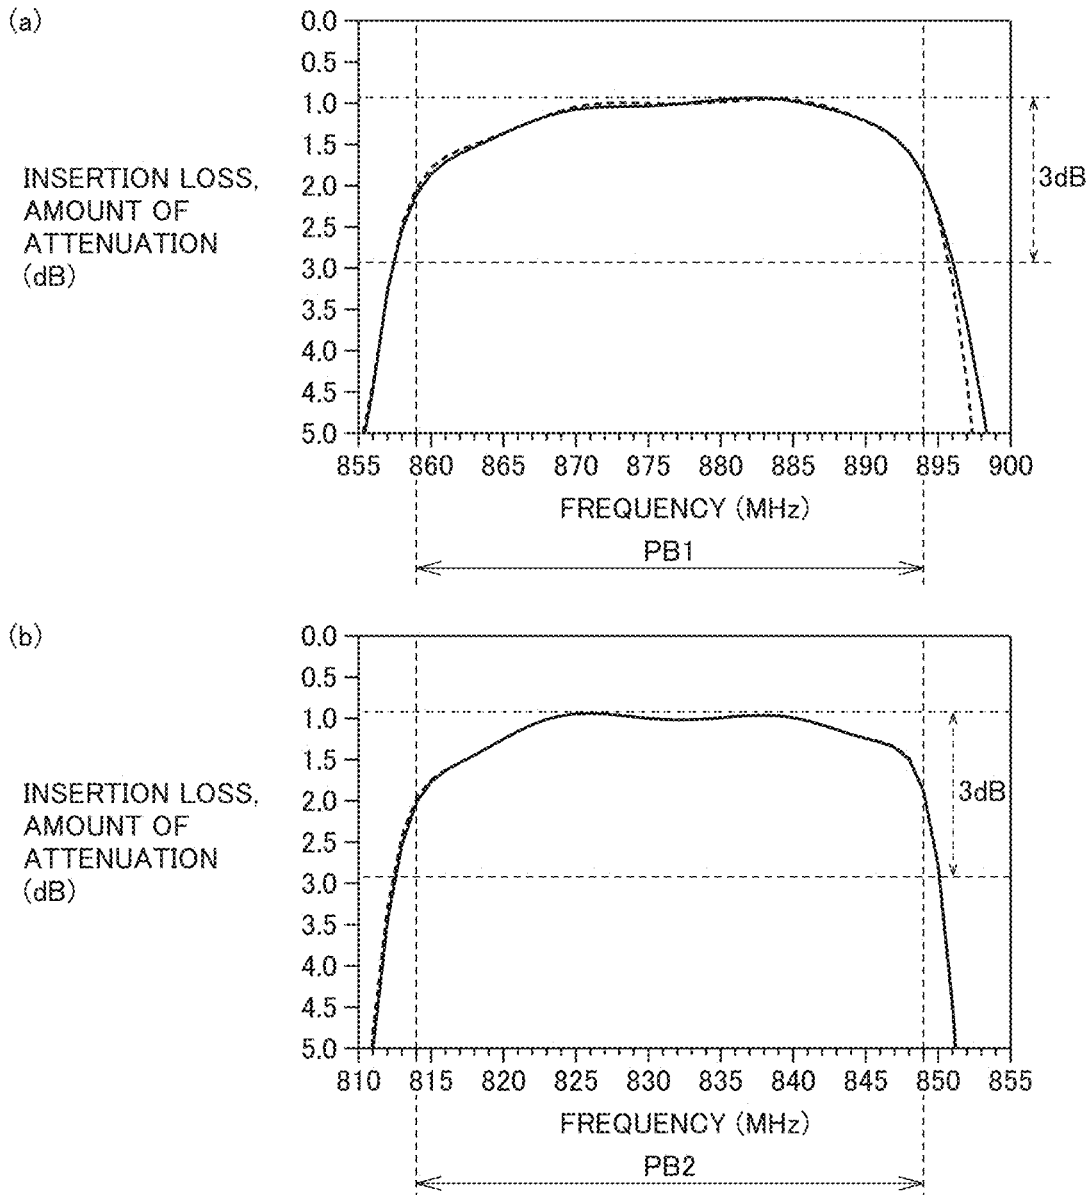 (a)
0.0
0.5
1.0
1.5
2.0
2.5
3.0
3.5
4.0
4.5
5.0
INSERTION LOSS,
AMOUNT OF
ATTENUATION
(dB)
3dB
855 860 865 870 875 880 885 890 895 900
FREQUENCY (MHz)
PB1
(b)
0.0
0.5
1.0
1.5
2.0
2.5
3.0
3.5
4.0
4.5
5.0
INSERTION LOSS,
AMOUNT OF
ATTENUATION
(dB)
3dB
810 815 820 825 830 835 840 845 850 855
FREQUENCY (MHz)
PB2